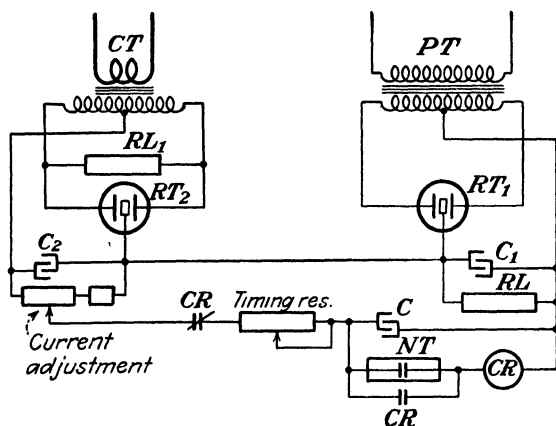 CT
PT
RL1
RT2
RT1
C2
C1
RL
CR
Timing res.
C
Current
adjustment
NT
CR
CR